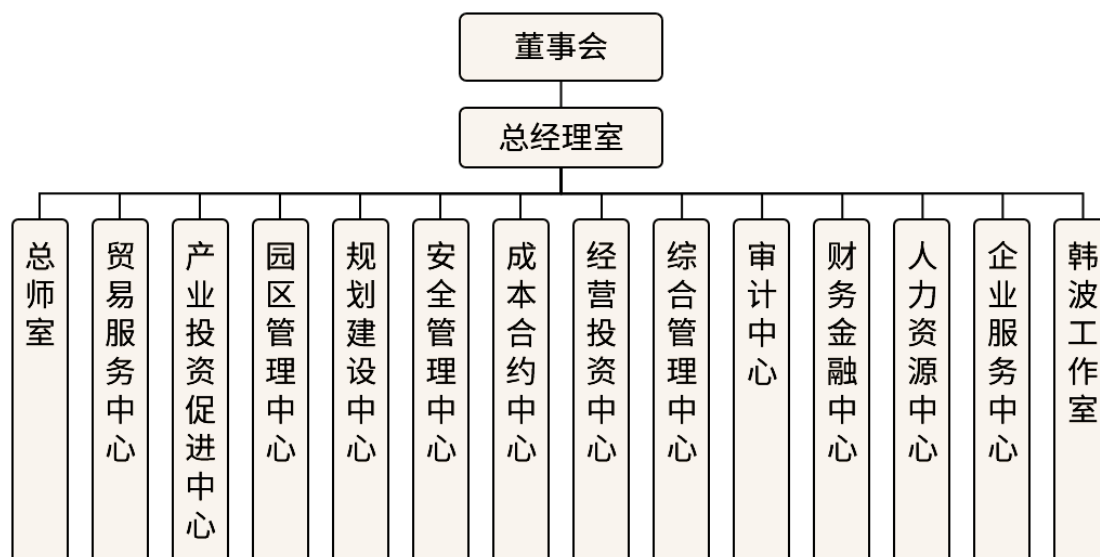 董事会
总经理室
总师室
贸易服务中心
产业投资促进中心
园区管理中心
规划建设中心
安全管理中心
成本合约中心
经营投资中心
综合管理中心
审计中心
财务金融中心
人力资源中心
企业服务中心
韩波工作室